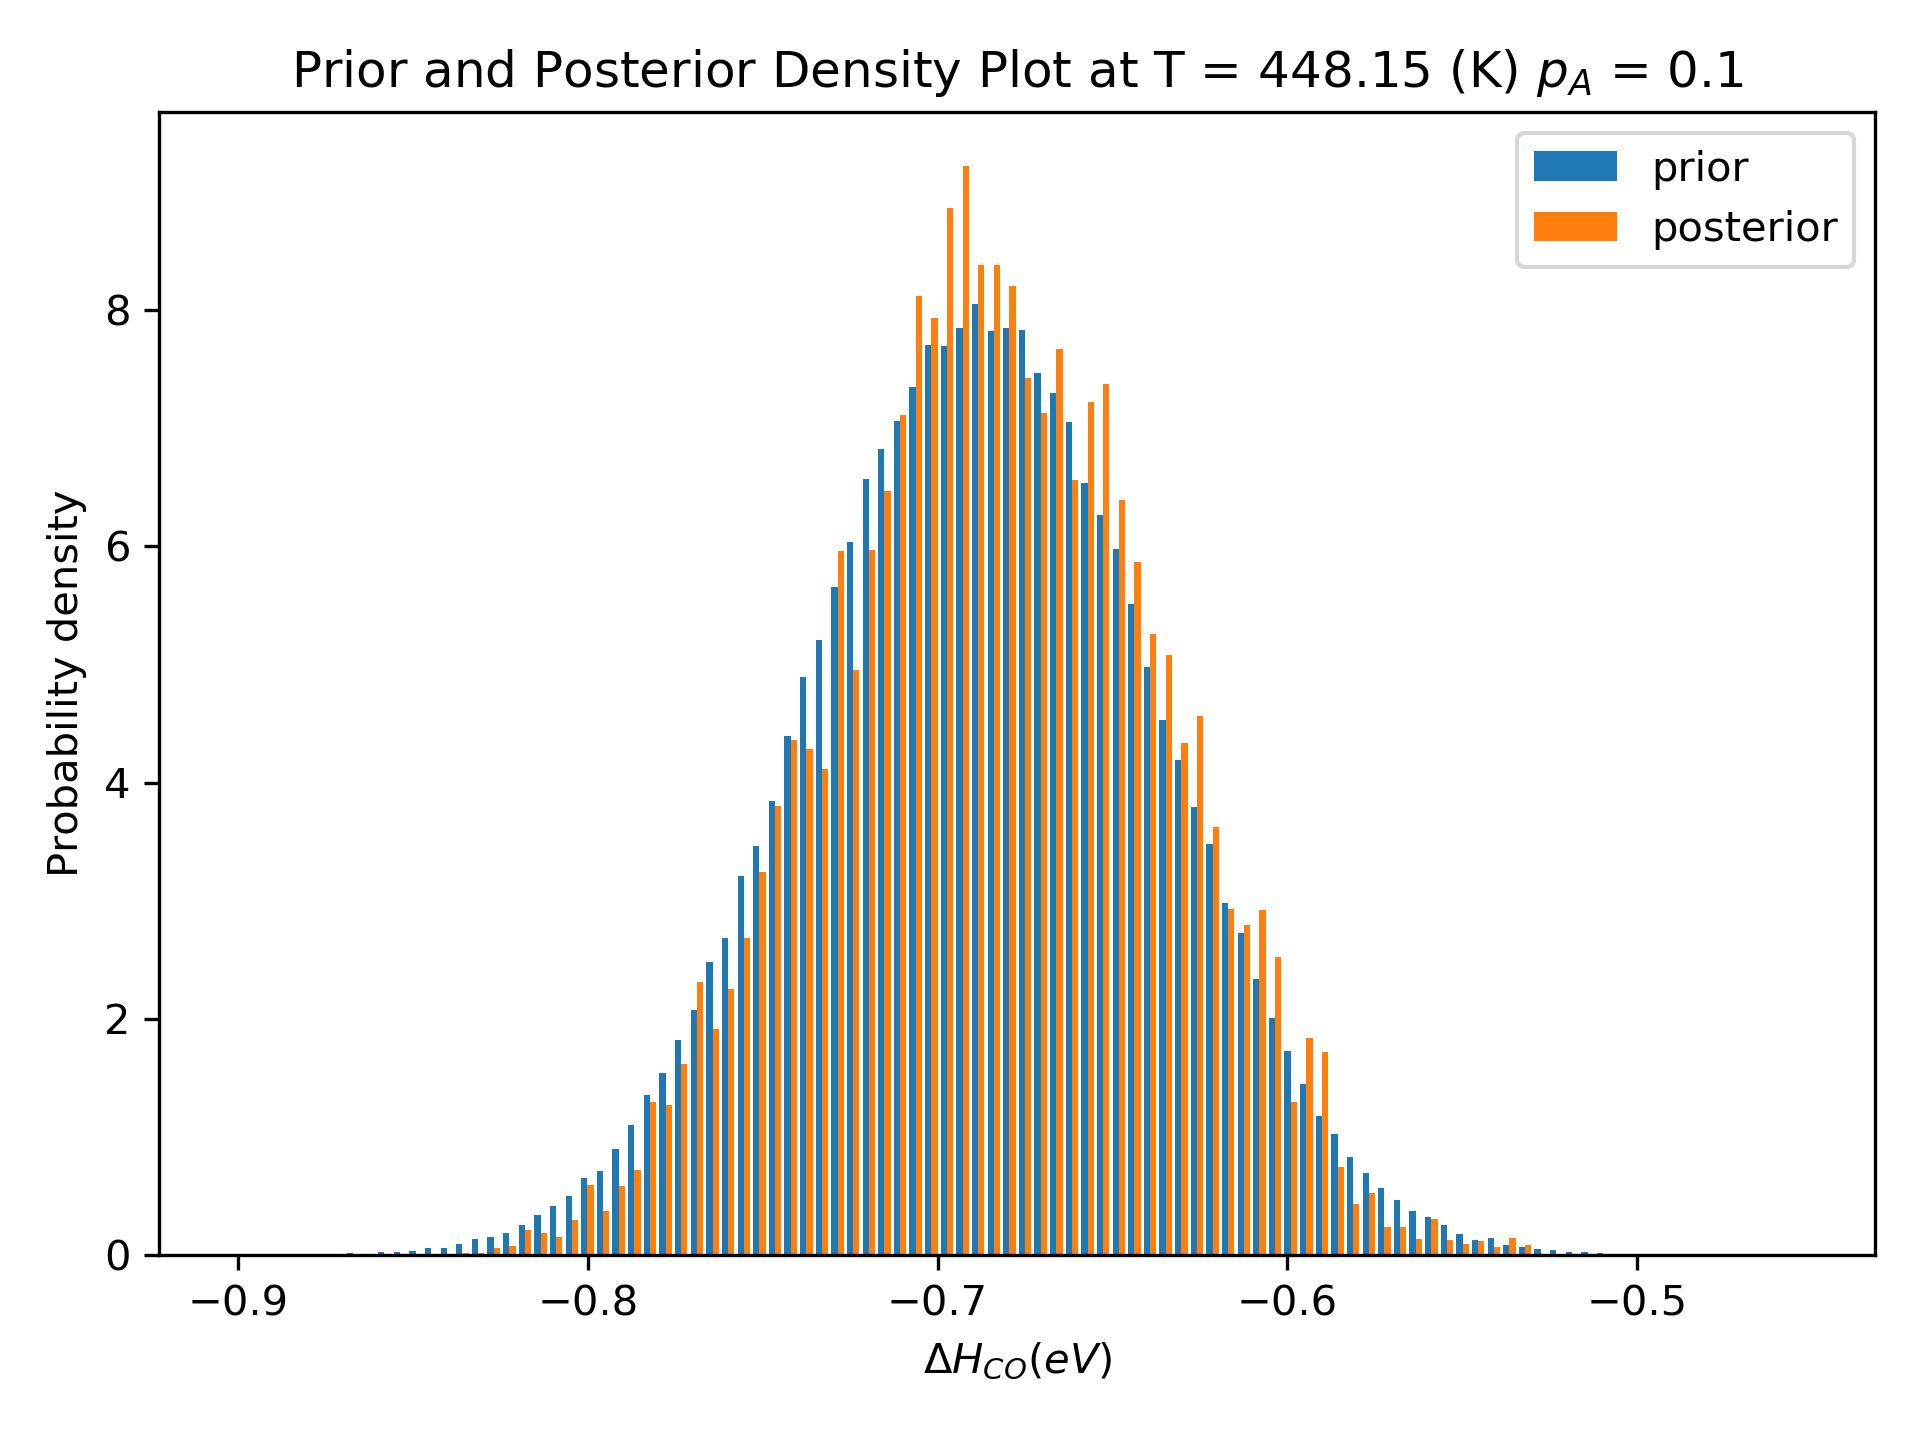 Prior and Posterior Density Plot at T = 448.15 (K) p_A = 0.1
prior
posterior
Probability density
8
6
4
2
0
−0.9 −0.8 −0.7 −0.6 −0.5
ΔH_CO(eV)